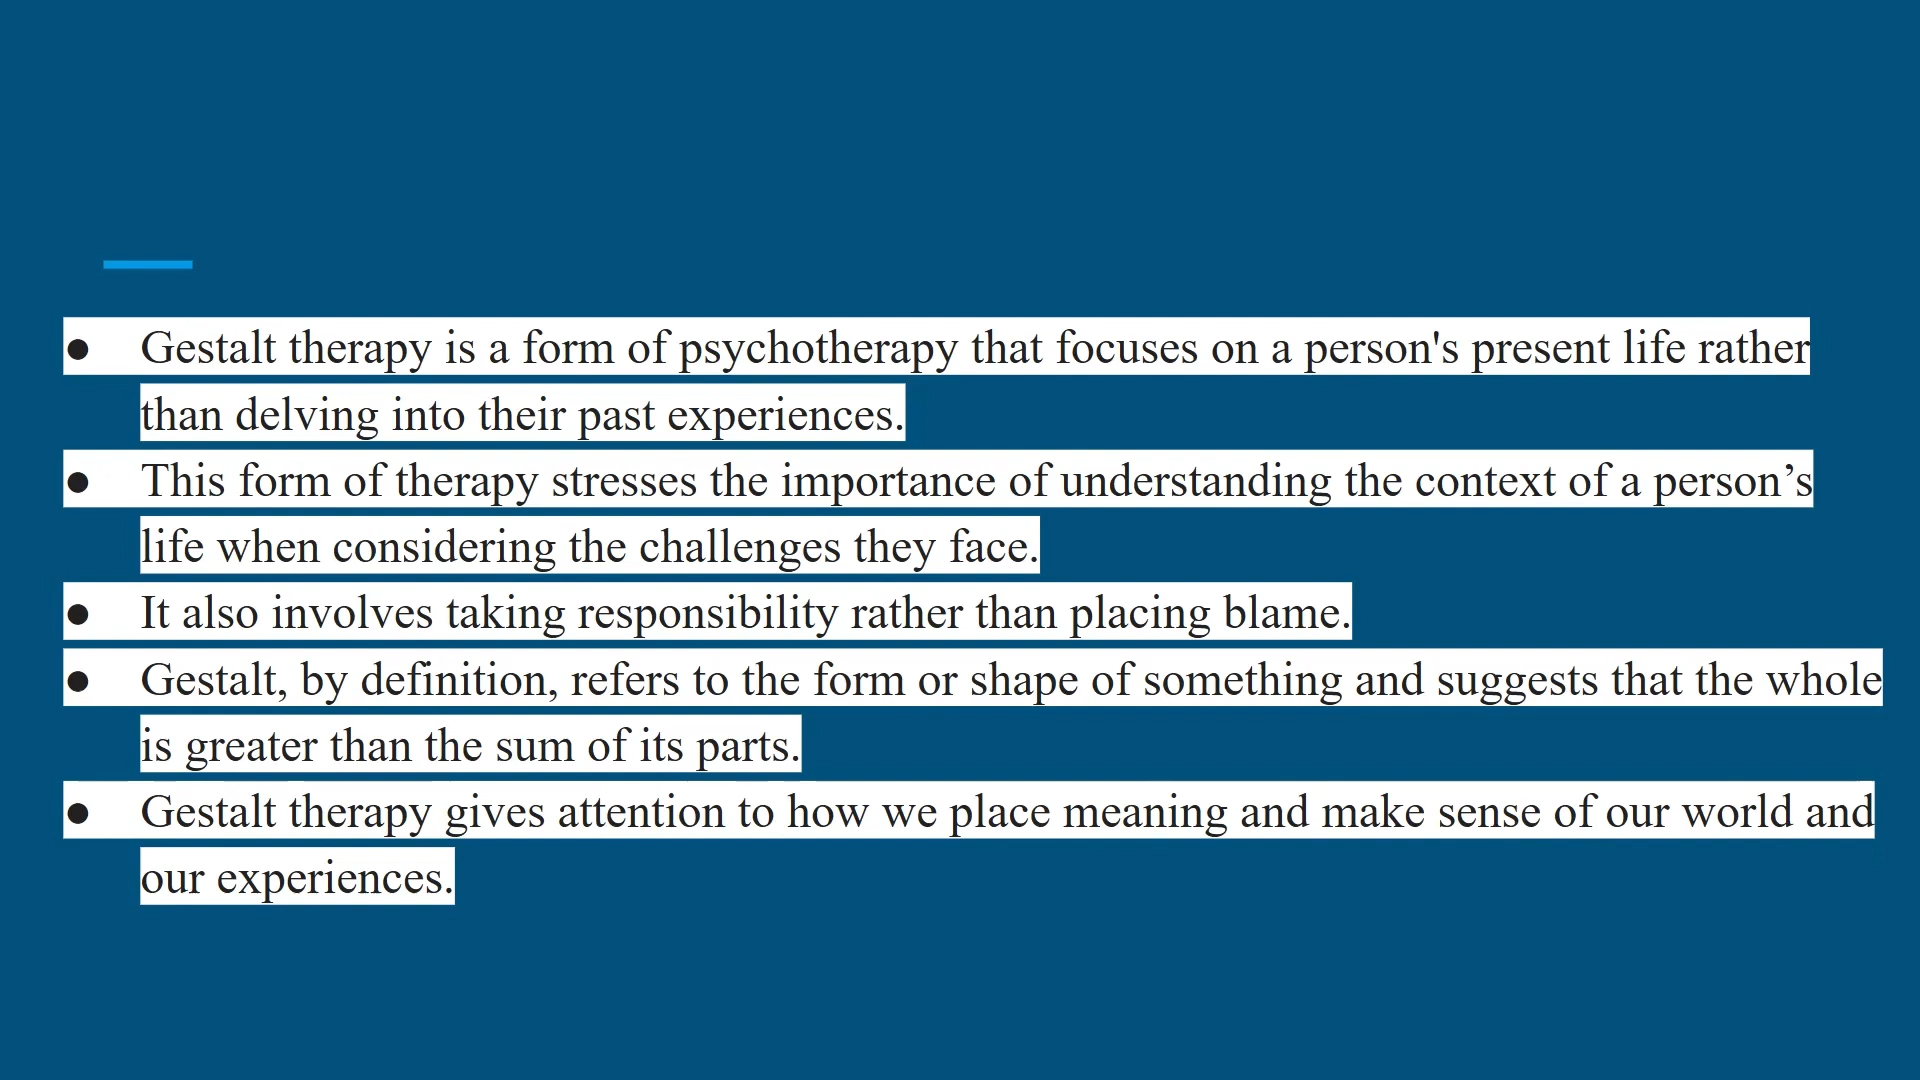 ● Gestalt therapy is a form of psychotherapy that focuses on a person's present life rather
than delving into their past experiences.
● This form of therapy stresses the importance of understanding the context of a person’s
life when considering the challenges they face.
● It also involves taking responsibility rather than placing blame.
● Gestalt, by definition, refers to the form or shape of something and suggests that the whole
is greater than the sum of its parts.
● Gestalt therapy gives attention to how we place meaning and make sense of our world and
our experiences.